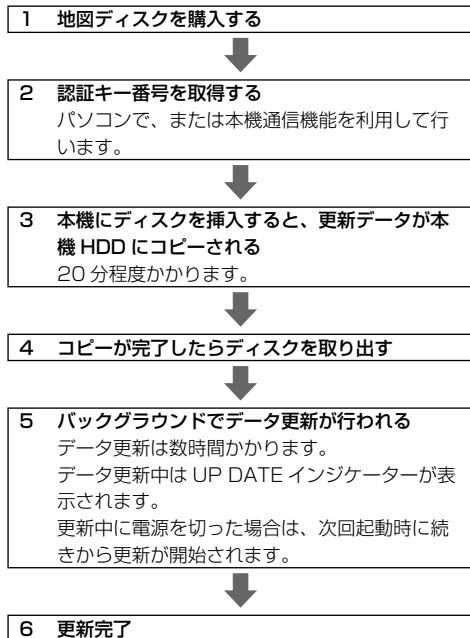 1 地図ディスクを購入する
2 認証キー番号を取得する
パソコンで、または本機通信機能を利用して行
います。
3 本機にディスクを挿入すると、更新データが本
機 HDD にコピーされる
20 分程度かかります。
4 コピーが完了したらディスクを取り出す
5 バックグラウンドでデータ更新が行われる
データ更新は数時間かかります。
データ更新中は UP DATE インジケーターが表
示されます。
更新中に電源を切った場合は、次回起動時に続
きから更新が開始されます。
6 更新完了